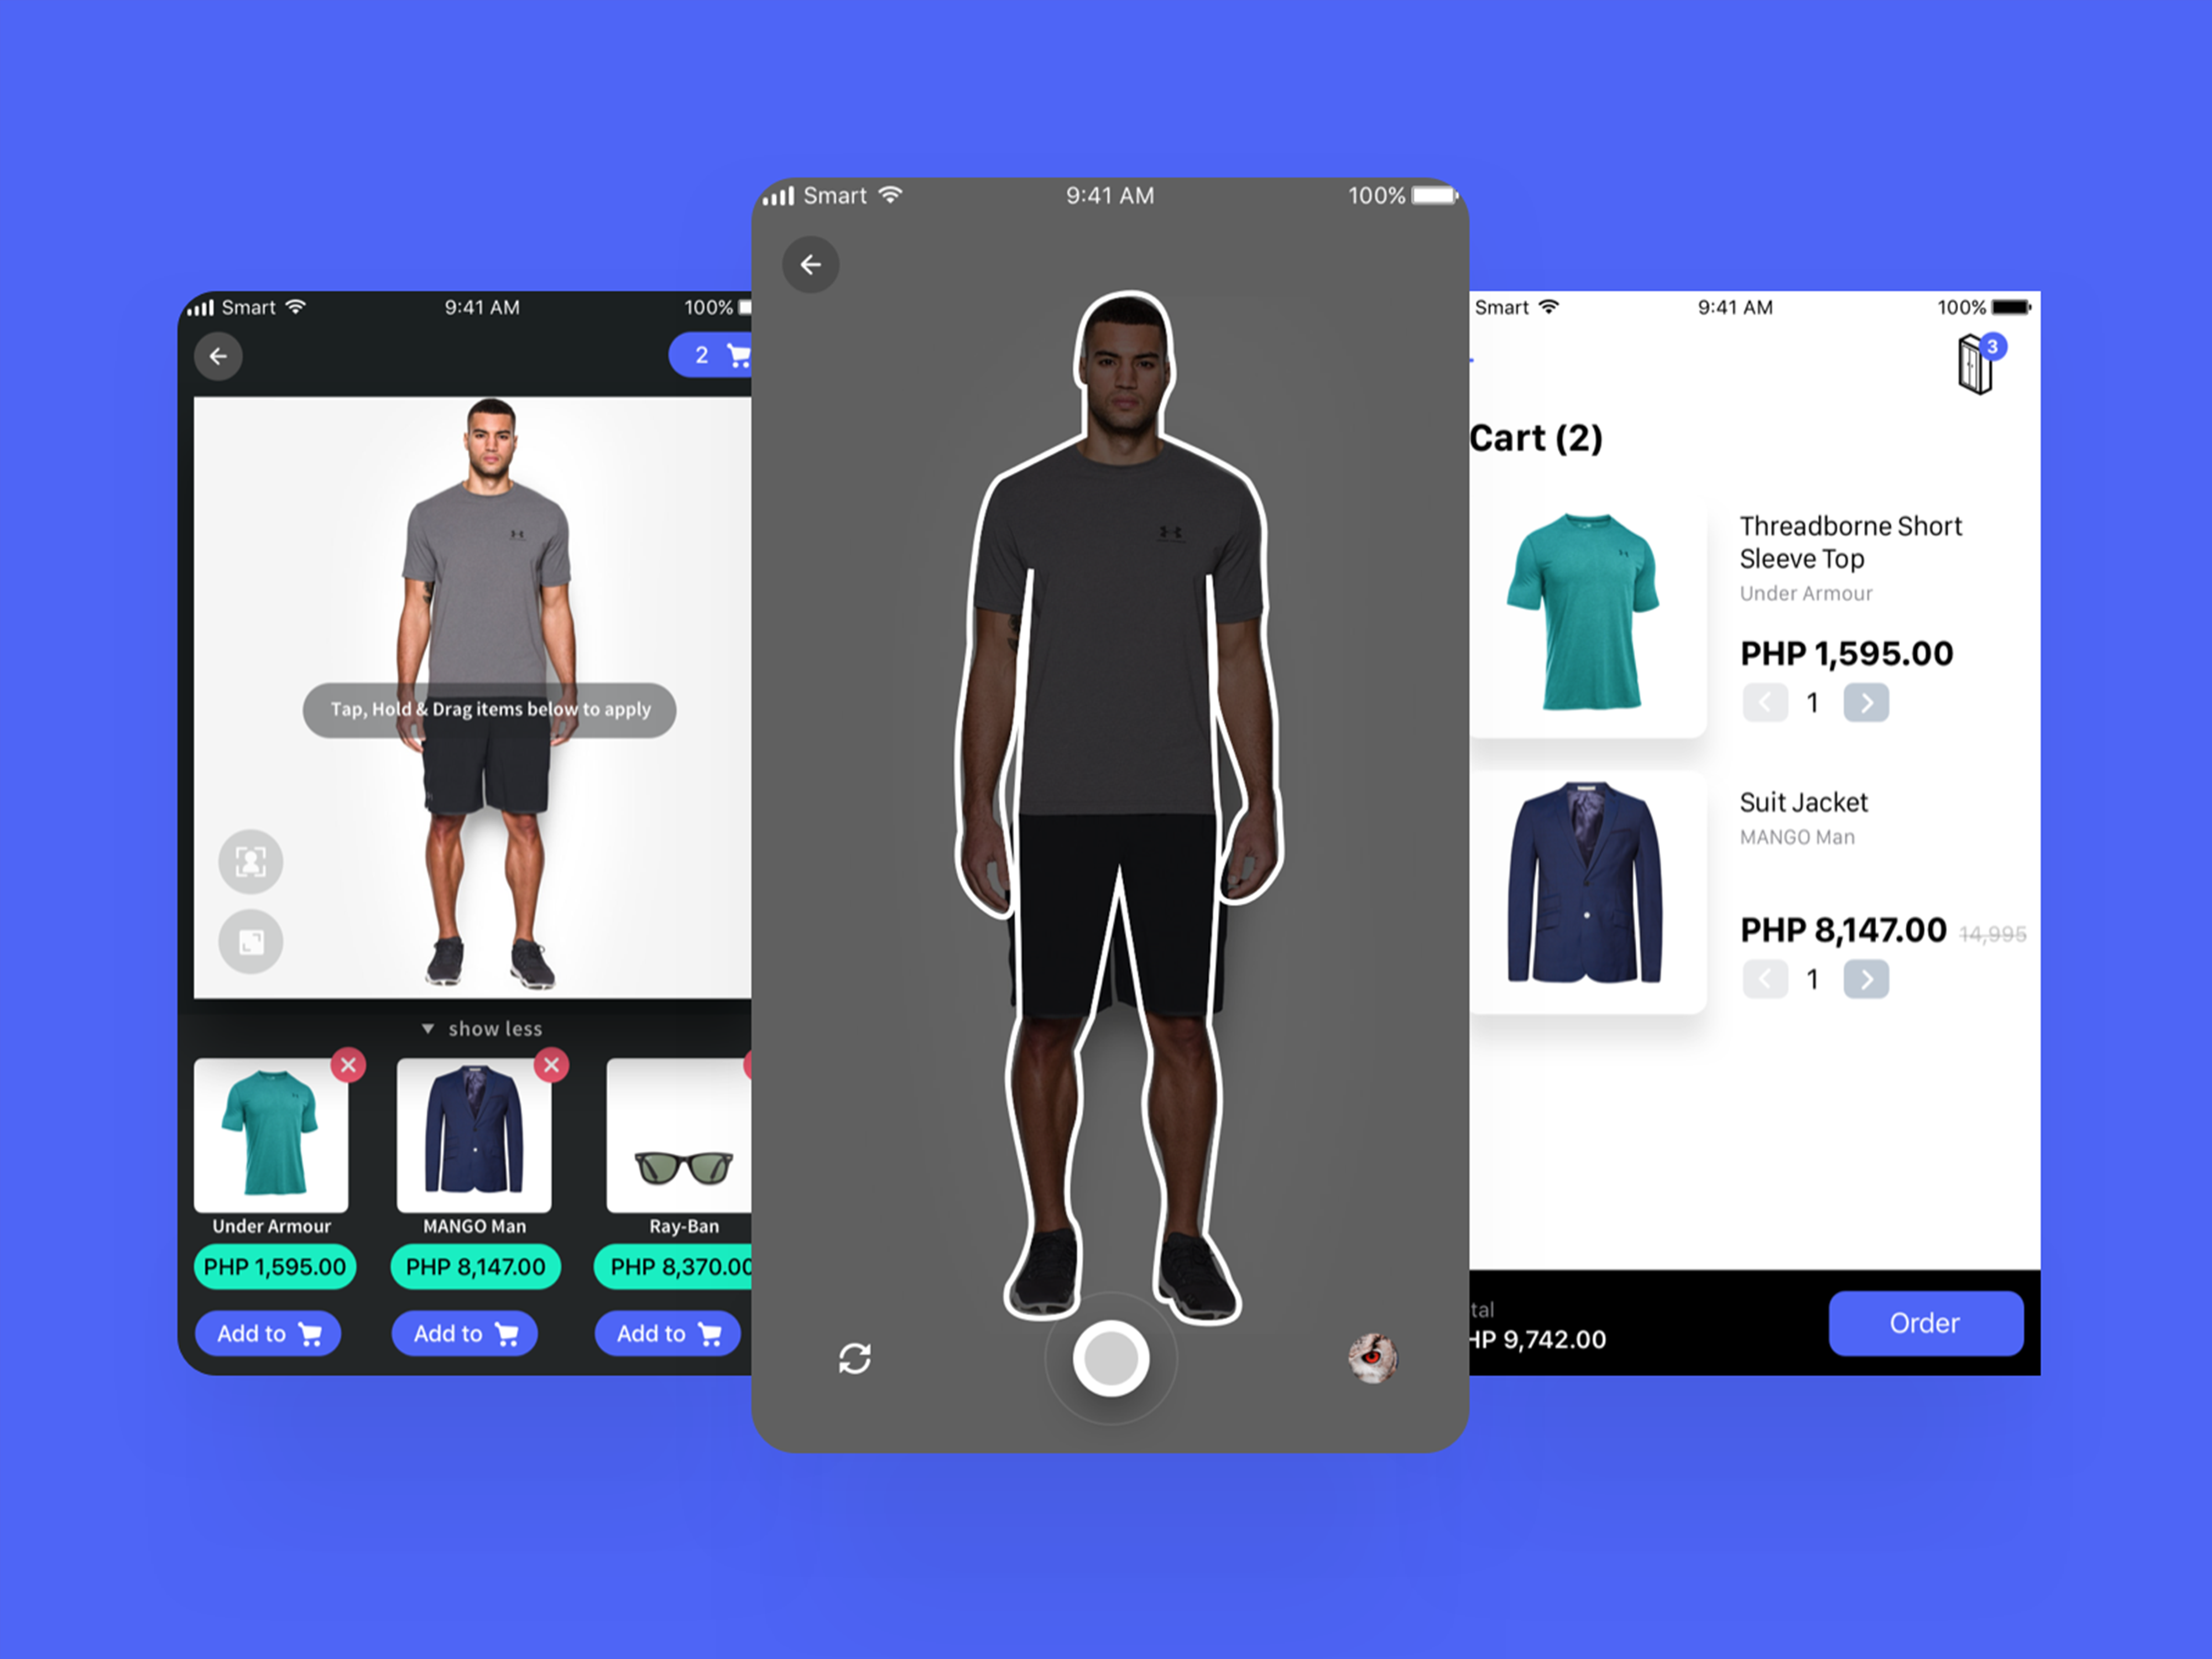 Smart
9:41 AM
100%
2
Tap, Hold & Drag items below to apply
show less
Under Armour
MANGO Man
Ray-Ban
PHP 1,595.00
PHP 8,147.00
PHP 8,370.00
Add to
Add to
Add to
Smart
9:41 AM
100%
Smart
9:41 AM
100%
3
Cart (2)
Threadborne Short
Sleeve Top
Under Armour
PHP 1,595.00
1
Suit Jacket
MANGO Man
PHP 8,147.00 14,995
1
tal
HP 9,742.00
Order